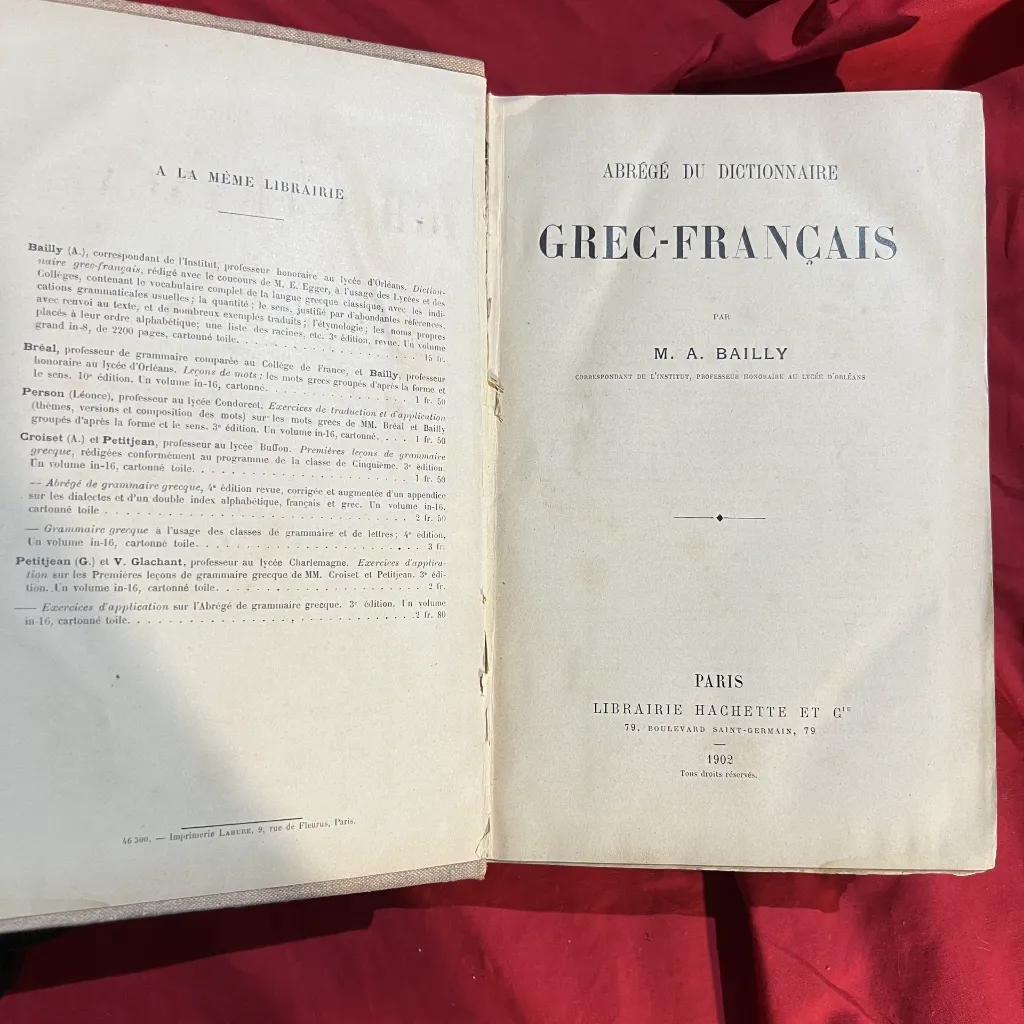 A LA MÊME LIBRAIRIE
Bailly (A.), correspondant de l'Institut, professeur honoraire au lycée d'Orléans. Diction-
naire grec-français, rédigé avec le concours de M. E. Egger, à l'usage des Lycées et des
Collèges, contenant le vocabulaire complet de la langue grecque classique, avec les indi-
cations grammaticales usuelles; la quantité; le sens, justifié par d'abondantes références,
avec renvoi au texte, et de nombreux exemples traduits; l'étymologie; les noms propres
placés à leur ordre alphabétique; une liste des racines, etc. 3e édition, revue. Un volume
grand in-8, de 2200 pages, cartonné toile. . . . . . . . . . . . . . . 15 fr.
Bréal, professeur de grammaire comparée au Collège de France, et Bailly, professeur
honoraire au lycée d'Orléans. Leçons de mots; les mots grecs groupés d'après la forme et
le sens. 10e édition. Un volume in-16, cartonné. . . . . . . . . . . . 1 fr. 50
Person (Léonce), professeur au lycée Condorcet. Exercices de traduction et d'application
(thèmes, versions et composition des mots) sur les mots grecs de MM. Bréal et Bailly
groupés d'après la forme et le sens. 3e édition. Un volume in-16, cartonné. . . . 1 fr. 50
Croiset (A.) et Petitjean, professeur au lycée Buffon. Premières leçons de grammaire
grecque, rédigées conformément au programme de la classe de Cinquième. 3e édition.
Un volume in-16, cartonné toile. . . . . . . . . . . . . . . . . . 1 fr. 50
— Abrégé de grammaire grecque, 4e édition revue, corrigée et augmentée d'un appendice
sur les dialectes et d'un double index alphabétique, français et grec. Un volume in-16,
cartonné toile . . . . . . . . . . . . . . . . . . . . . . . . 2 fr. 50
— Grammaire grecque à l'usage des classes de grammaire et de lettres; 4e édition,
Un volume in-16, cartonné toile. . . . . . . . . . . . . . . . . . . 3 fr.
Petitjean (G.) et V. Glachant, professeur au lycée Charlemagne. Exercices d'applica-
tion sur les Premières leçons de grammaire grecque de MM. Croiset et Petitjean. 3e édi-
tion. Un volume in-16, cartonné toile. . . . . . . . . . . . . . . . . 2 fr.
— Exercices d'application sur l'Abrégé de grammaire grecque. 3e édition. Un volume
in-16, cartonné toile. . . . . . . . . . . . . . . . . . . . . . 2 fr. 80
46 300. — Imprimerie LAHURE, 9, rue de Fleurus, Paris.
ABRÉGÉ DU DICTIONNAIRE
GREC-FRANÇAIS
PAR
M. A. BAILLY
CORRESPONDANT DE L'INSTITUT, PROFESSEUR HONORAIRE AU LYCÉE D'ORLÉANS
PARIS
LIBRAIRIE HACHETTE ET Cie
79, BOULEVARD SAINT-GERMAIN, 79
1902
Tous droits réservés.